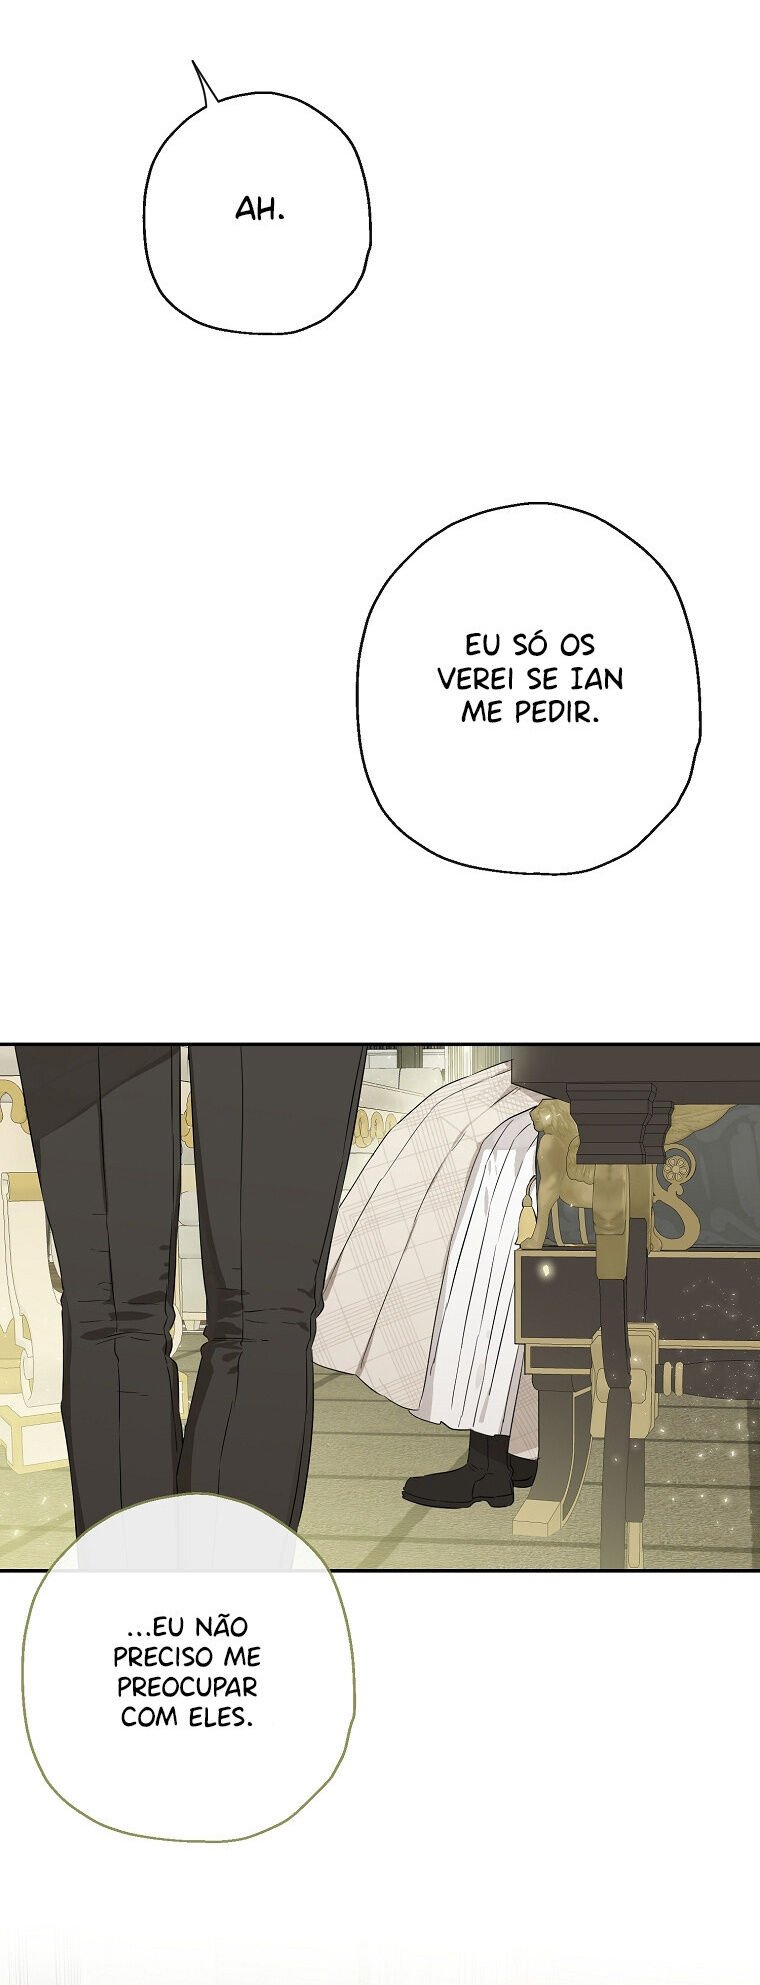 AH.
EU SÓ OS
VEREI SE IAN
ME PEDIR.
...EU NÃO
PRECISO ME
PREOCUPAR
COM ELES.